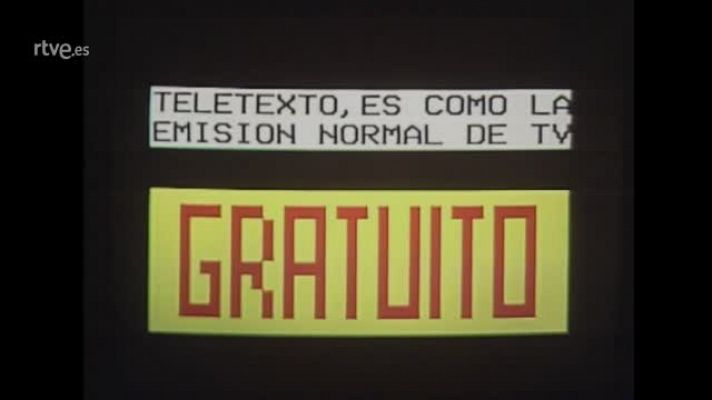 rtve.es
TELETEXTO, ES COMO LA
EMISION NORMAL DE TV
GRATUITO